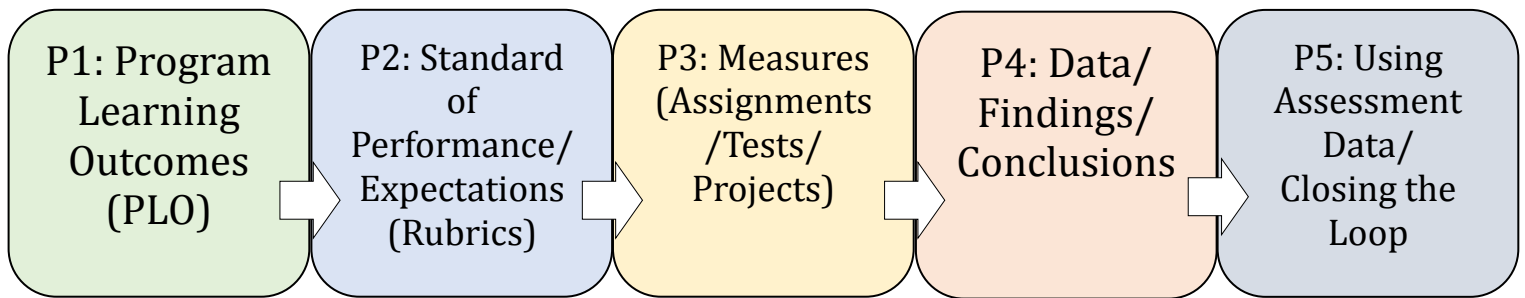 P1: Program
Learning
Outcomes
(PLO)
P2: Standard
of
Performance/
Expectations
(Rubrics)
P3: Measures
(Assignments
/Tests/
Projects)
P4: Data/
Findings/
Conclusions
P5: Using
Assessment
Data/
Closing the
Loop